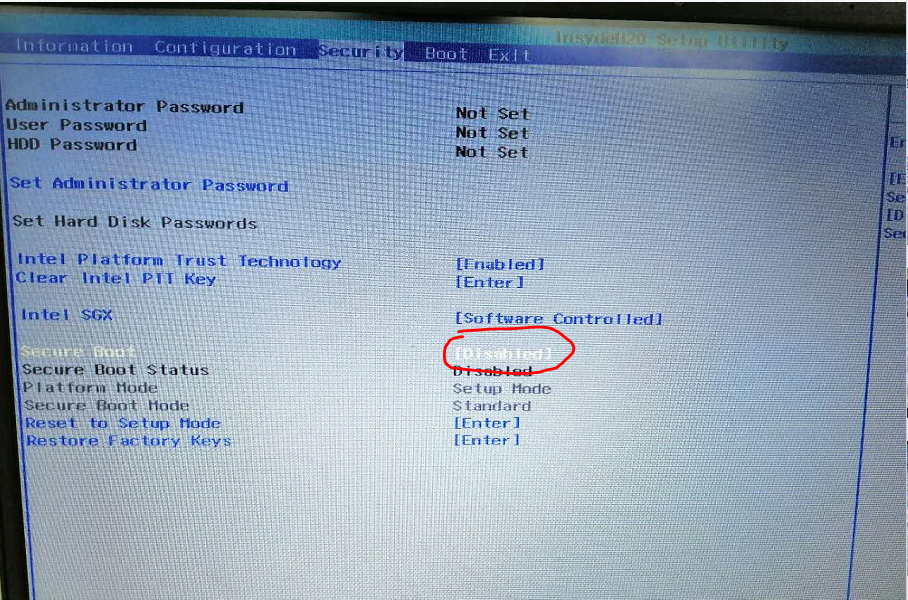 InsydeH20 Setup Utility
Information Configuration Security Boot Exit
Administrator Password Not Set
User Password Not Set
HDD Password Not Set
Set Administrator Password
Set Hard Disk Passwords
Intel Platform Trust Technology [Enabled]
Clear Intel PTT Key [Enter]
Intel SGX [Software Controlled]
Secure Boot [Disabled]
Secure Boot Status Disabled
Platform Mode Setup Mode
Secure Boot Mode Standard
Reset to Setup Mode [Enter]
Restore Factory Keys [Enter]